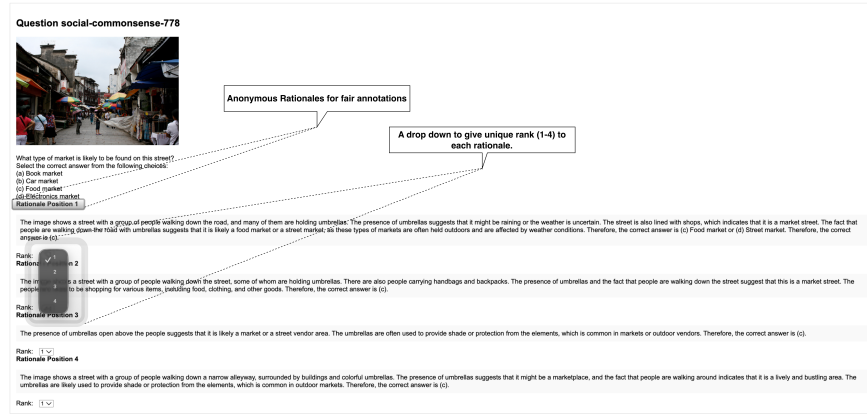 Question social-commonsense-778
Anonymous Rationales for fair annotations
A drop down to give unique rank (1-4) to
each rationale.
What type of market is likely to be found on this street?
Select the correct answer from the following choices:
(a) Book market
(b) Car market
(c) Food market
(d) Electronics market
Rationale Position 1
The image shows a street with a group of people walking down the road, and many of them are holding umbrellas. The presence of umbrellas suggests that it might be raining or the weather is uncertain. The street is also lined with shops, which indicates that it is a market street. The fact that
people are walking down the road with umbrellas suggests that it is likely a food market or a street market, as these types of markets are often held outdoors and are affected by weather conditions. Therefore, the correct answer is (c) Food market or (d) Street market. Therefore, the correct
answer is (c).
Rank: 1
2
4
Rationale Position 2
The image shows a street with a group of people walking down the street, some of whom are holding umbrellas. There are also people carrying handbags and backpacks. The presence of umbrellas and the fact that people are walking down the street suggest that this is a market street. The
people to be shopping for various items, including food, clothing, and other goods. Therefore, the correct answer is (c).
Rank:
Rationale Position 3
The presence of umbrellas open above the people suggests that it is likely a market or a street vendor area. The umbrellas are often used to provide shade or protection from the elements, which is common in markets or outdoor vendors. Therefore, the correct answer is (c).
Rank: 1
Rationale Position 4
The image shows a street with a group of people walking down a narrow alleyway, surrounded by buildings and colorful umbrellas. The presence of umbrellas suggests that it might be a marketplace, and the fact that people are walking around indicates that it is a lively and bustling area. The
umbrellas are likely used to provide shade or protection from the elements, which is common in outdoor markets. Therefore, the correct answer is (c).
Rank: 1